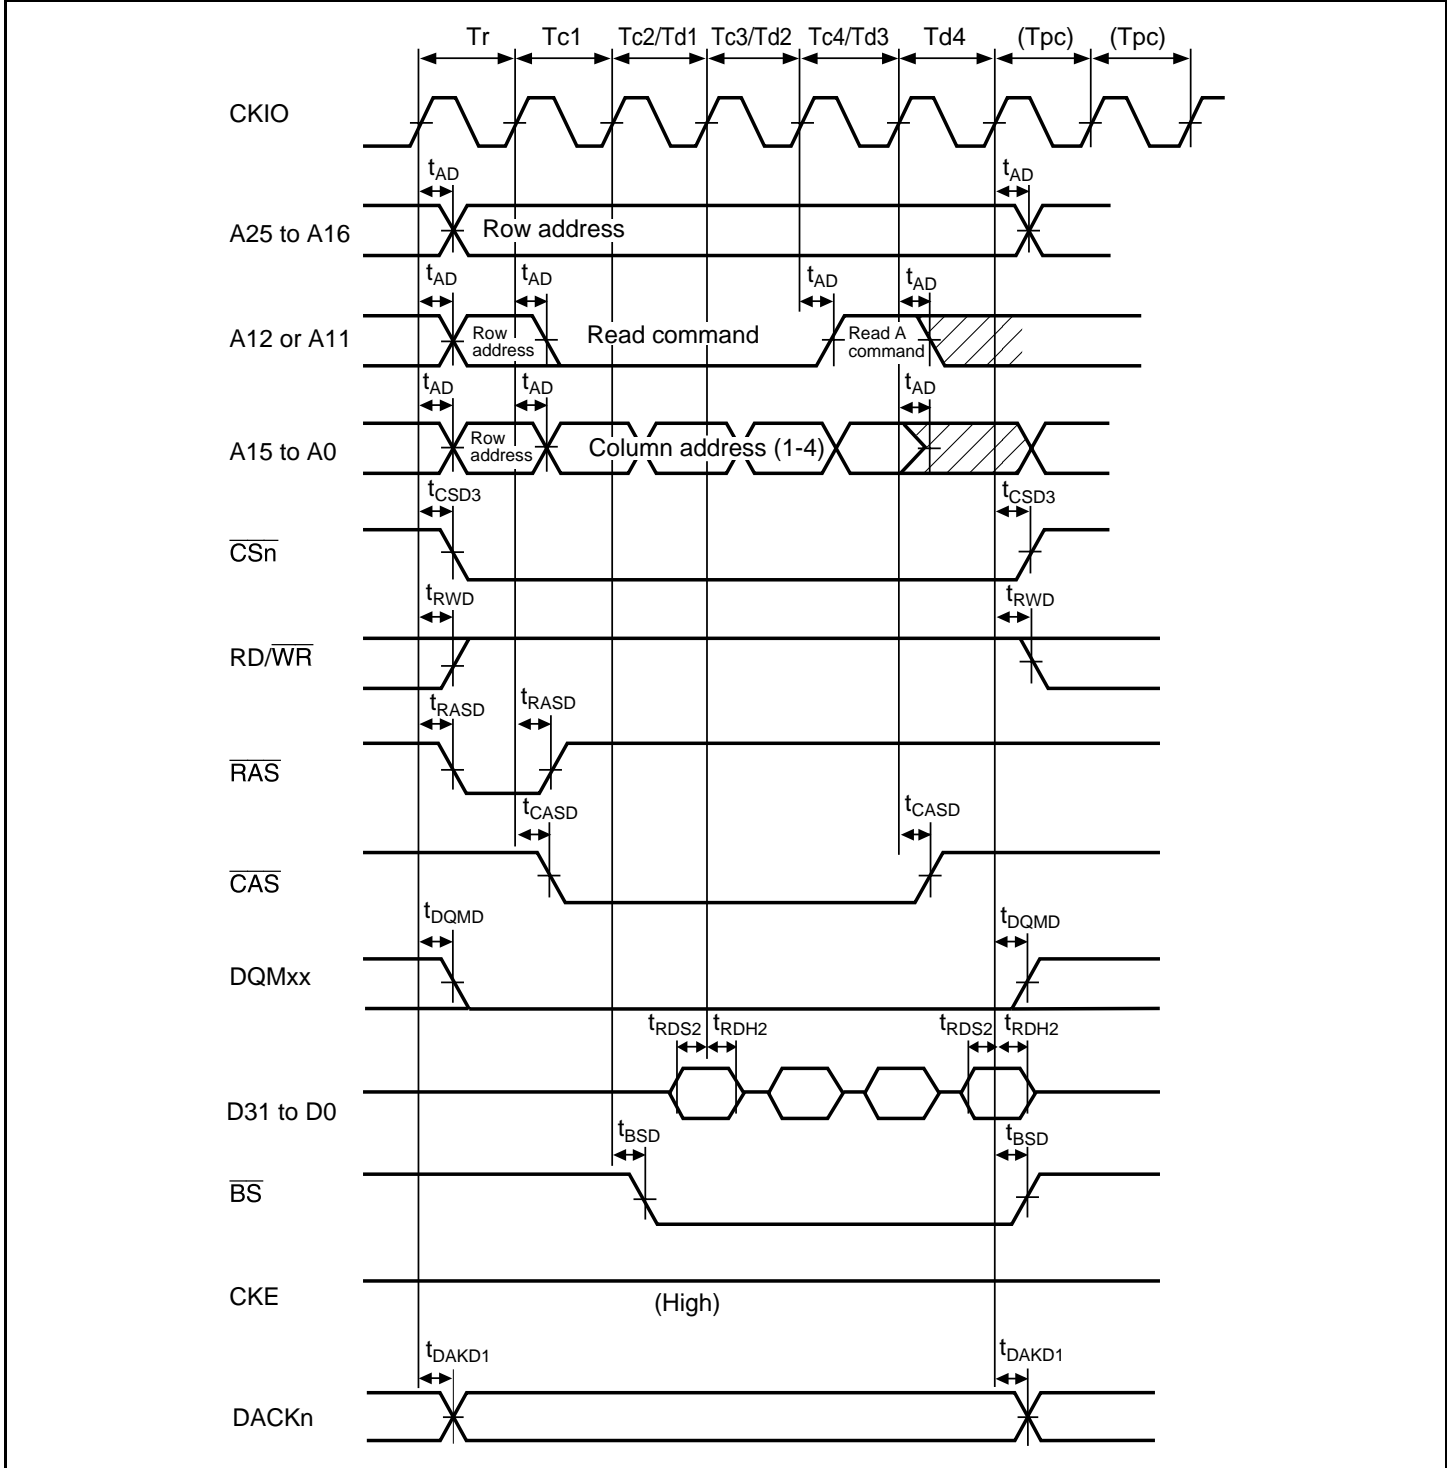 Tr Tc1 Tc2/Td1 Tc3/Td2 Tc4/Td3 Td4 (Tpc) (Tpc)
CKIO
tAD tAD
A25 to A16 Row address
tAD tAD tAD tAD
A12 or A11 Row address Read command Read A command
tAD tAD tAD
A15 to A0 Row address Column address (1-4)
tCSD3 tCSD3
CSn
tRWD tRWD
RD/WR
tRASD tRASD
RAS
tCASD tCASD
CAS
tDQMD tDQMD
DQMxx
tRDS2 tRDH2 tRDS2 tRDH2
D31 to D0
tBSD tBSD
BS
CKE
(High)
tDAKD1 tDAKD1
DACKn